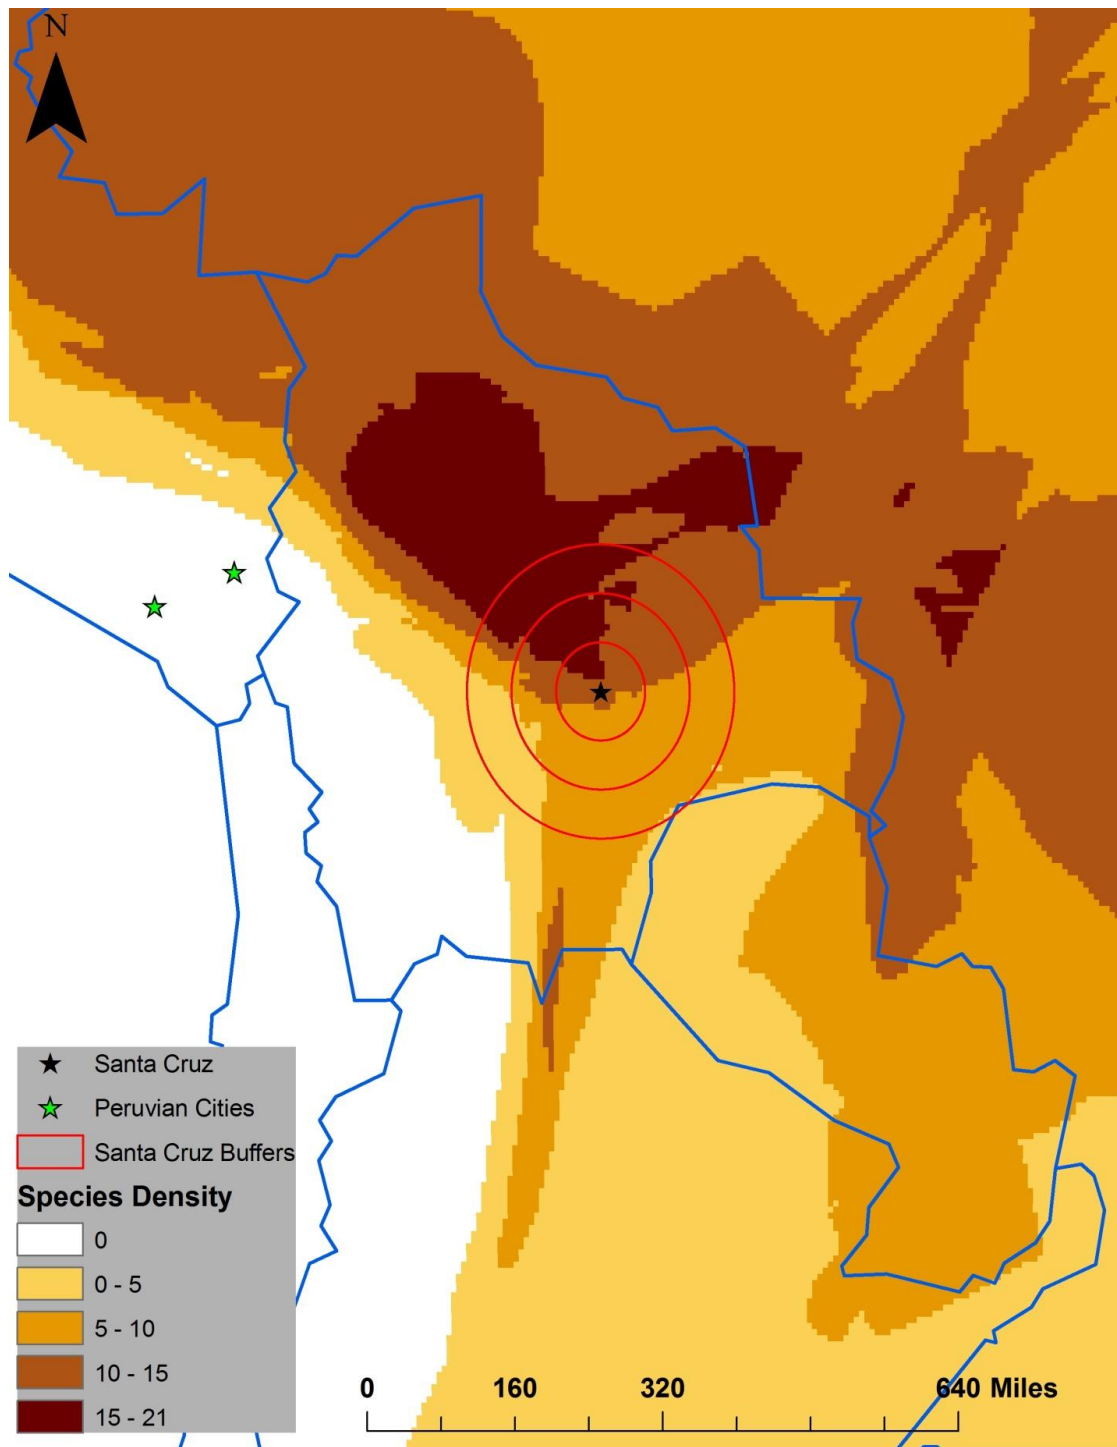 N
Santa Cruz
Peruvian Cities
Santa Cruz Buffers
Species Density
0
0 - 5
5 - 10
10 - 15
15 - 21
0 160 320 640 Miles